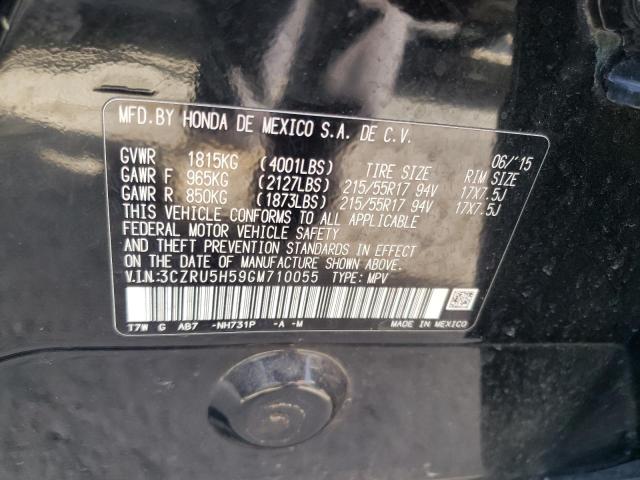 MFD.BY HONDA DE MEXICO S.A. DE C.V.
06/'15
GVWR 1815KG (4001LBS) TIRE SIZE RIM SIZE
GAWR F 965KG (2127LBS) 215/55R17 94V 17X7.5J
GAWR R 850KG (1873LBS) 215/55R17 94V 17X7.5J
THIS VEHICLE CONFORMS TO ALL APPLICABLE
FEDERAL MOTOR VEHICLE SAFETY
AND THEFT PREVENTION STANDARDS IN EFFECT
ON THE DATE OF MANUFACTURE SHOWN ABOVE.
V.I.N:3CZRU5H59GM710055 TYPE: MPV
T7W G AB7 -NH731P -A -M MADE IN MEXICO